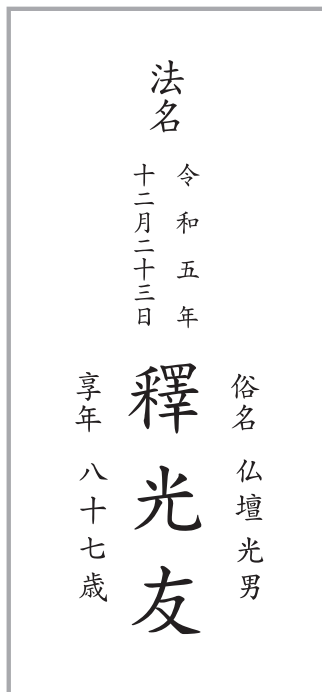 法名
令和五年
十二月二十三日
釋光友
俗名 仏壇光男
享年 八十七歳